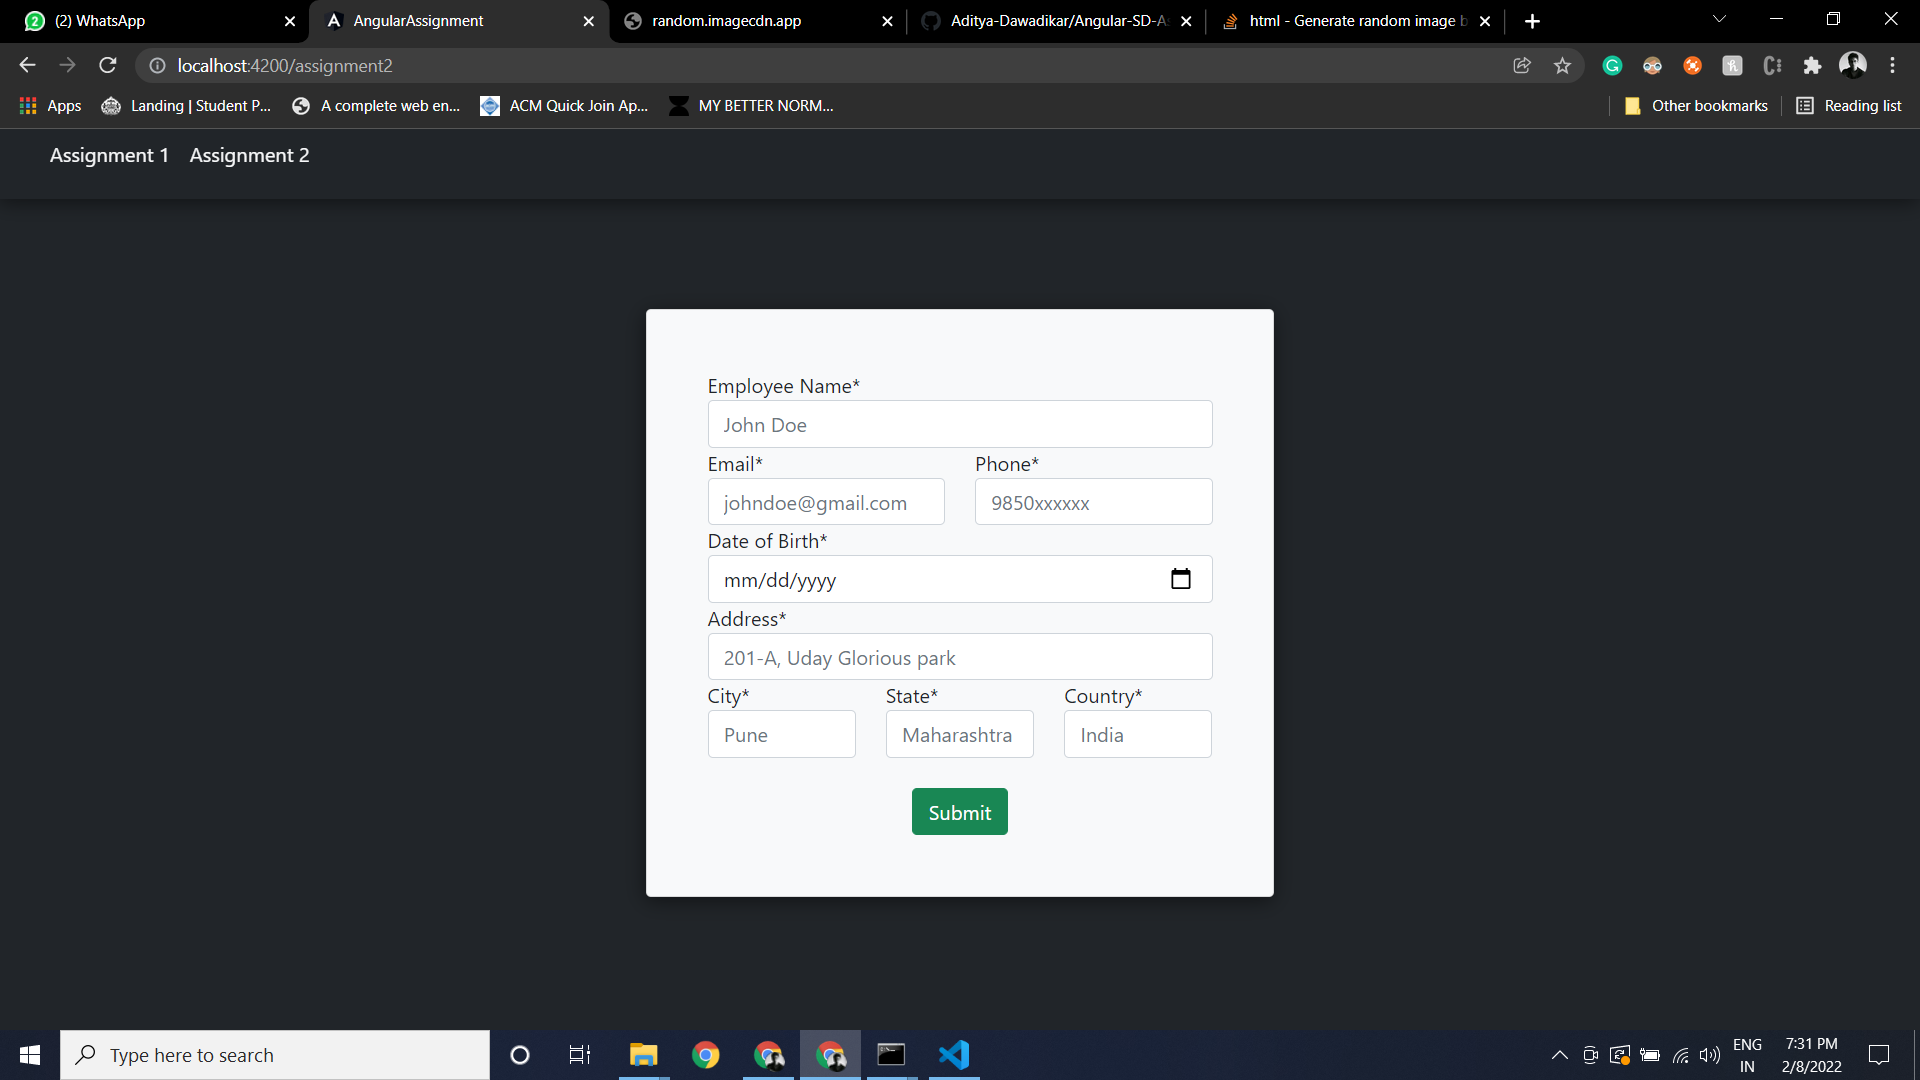 2 (2) WhatsApp
AngularAssignment
random.imagecdn.app
Aditya-Dawadikar/Angular-SD-As
html - Generate random image b
localhost:4200/assignment2
Apps
Landing | Student P...
A complete web en...
ACM Quick Join Ap...
MY BETTER NORM...
Other bookmarks
Reading list
Assignment 1 Assignment 2
Employee Name*
John Doe
Email* Phone*
johndoe@gmail.com 9850xxxxxx
Date of Birth*
mm/dd/yyyy
Address*
201-A, Uday Glorious park
City* State* Country*
Pune Maharashtra India
Submit
Type here to search
ENG
IN
7:31 PM
2/8/2022